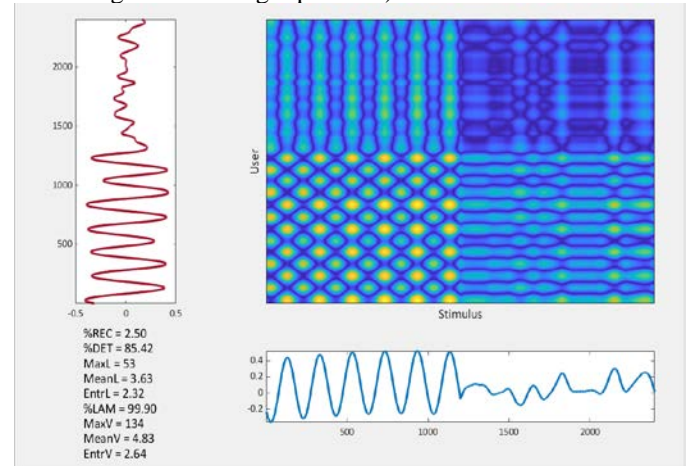 2000
1500
1000
500
-0.5
0
0.5
User
Stimulus
%REC = 2.50
%DET = 85.42
MaxL = 53
MeanL = 3.63
EntrL = 2.32
%LAM = 99.90
MaxV = 134
MeanV = 4.83
EntrV = 2.64
0.4
0.2
0
-0.2
500
1000
1500
2000